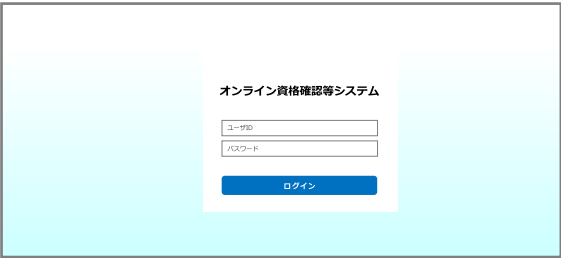 オンライン資格確認等システム
ユーザID
パスワード
ログイン